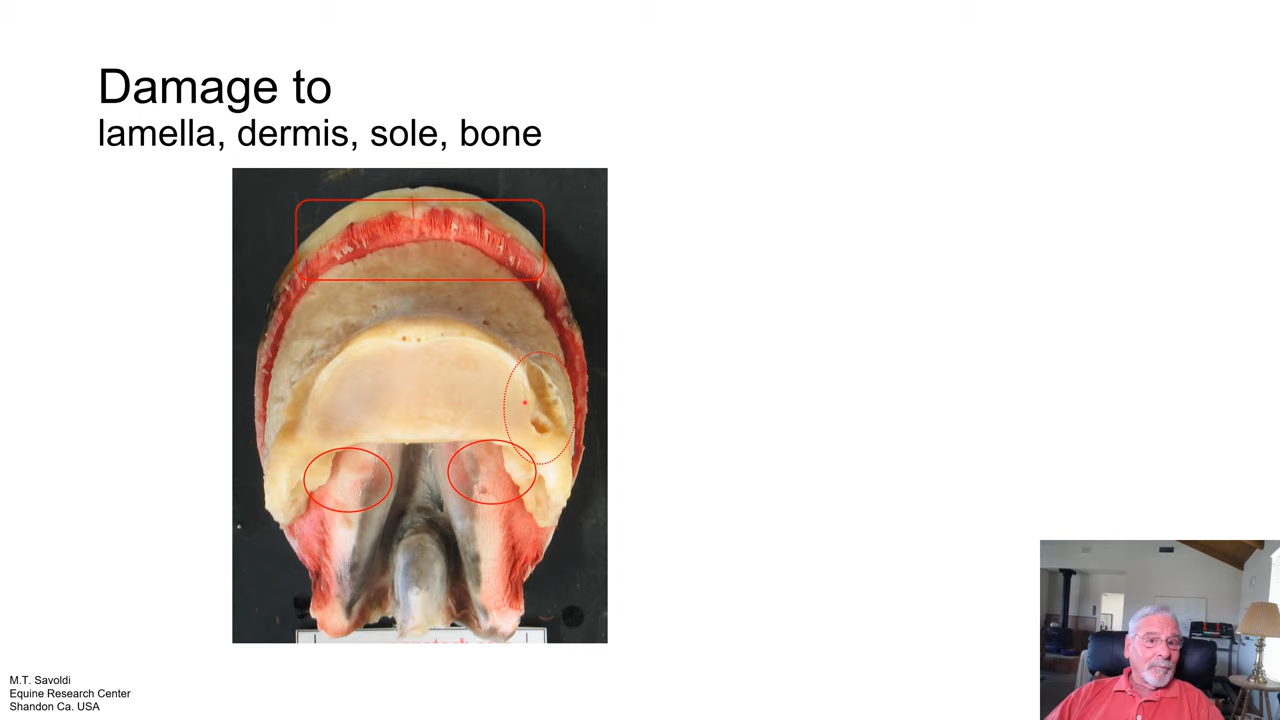 Damage to
lamella, dermis, sole, bone
M.T. Savoldi
Equine Research Center
Shandon Ca. USA